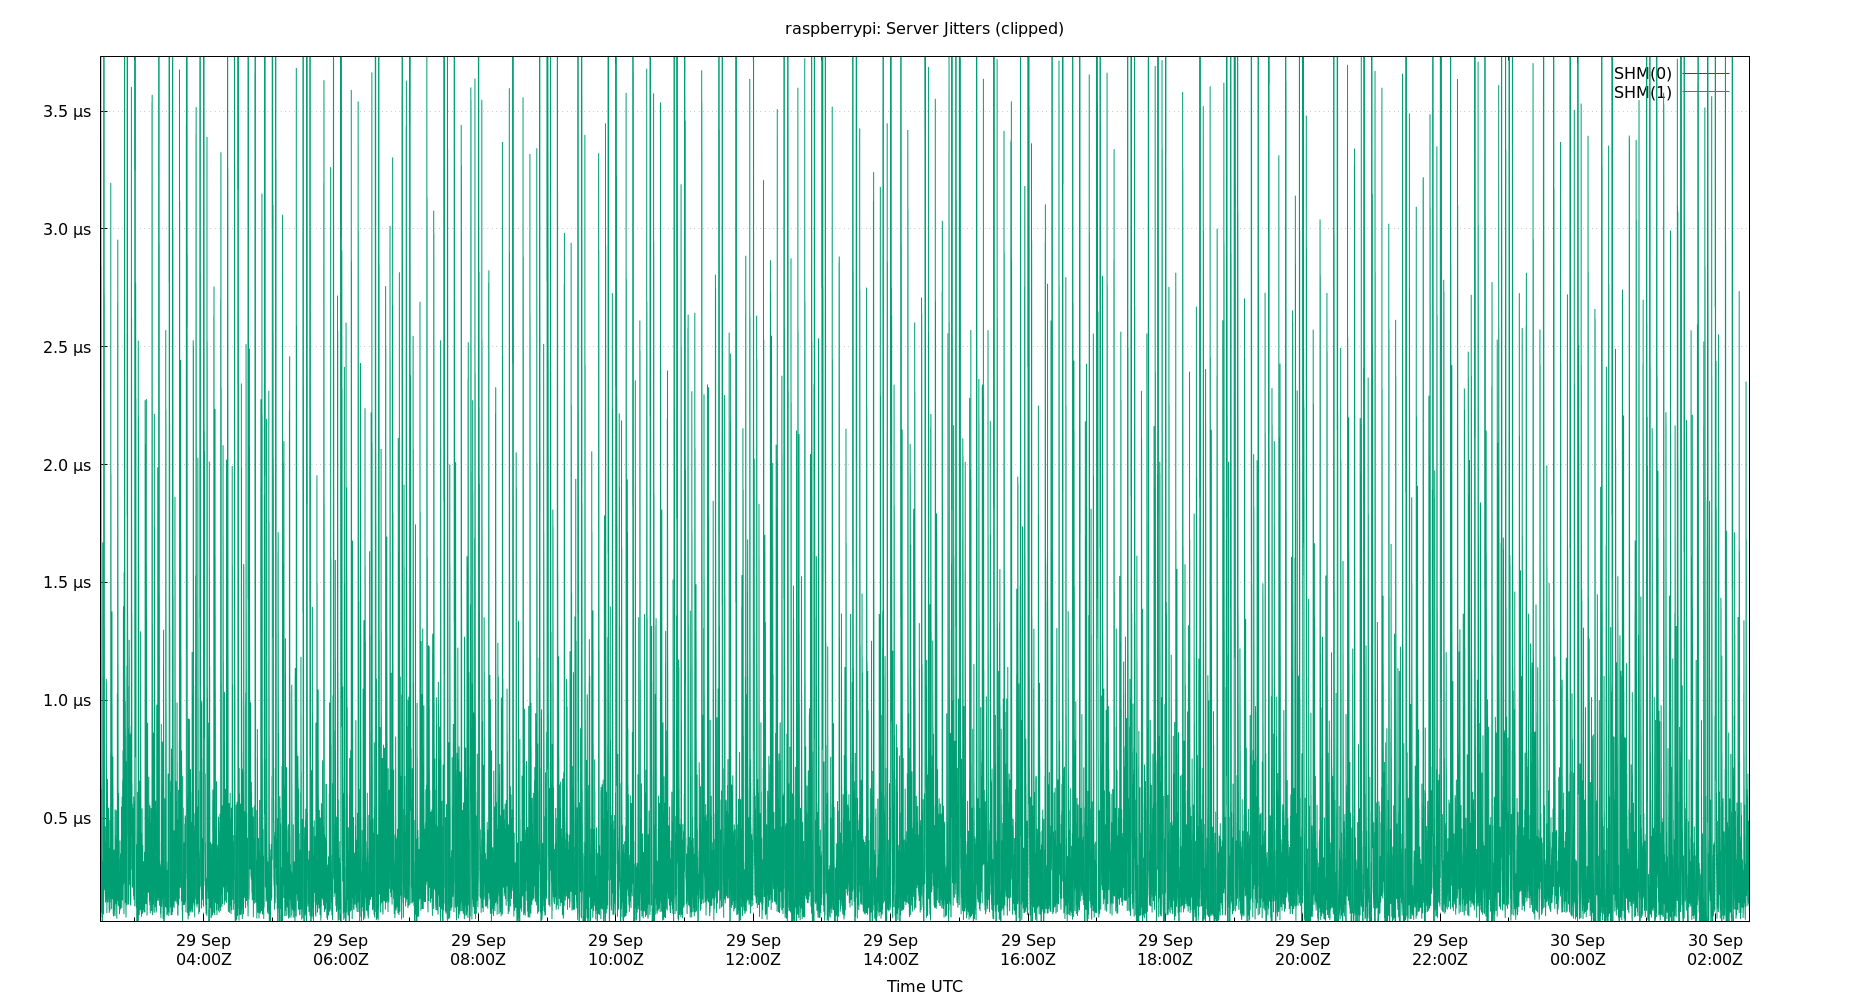 raspberrypi: Server Jitters (clipped)
SHM(0)
SHM(1)
3.5 µs
3.0 µs
2.5 µs
2.0 µs
1.5 µs
1.0 µs
0.5 µs
29 Sep 29 Sep 29 Sep 29 Sep 29 Sep 29 Sep 29 Sep 29 Sep 29 Sep 29 Sep 30 Sep 30 Sep
04:00Z 06:00Z 08:00Z 10:00Z 12:00Z 14:00Z 16:00Z 18:00Z 20:00Z 22:00Z 00:00Z 02:00Z
Time UTC